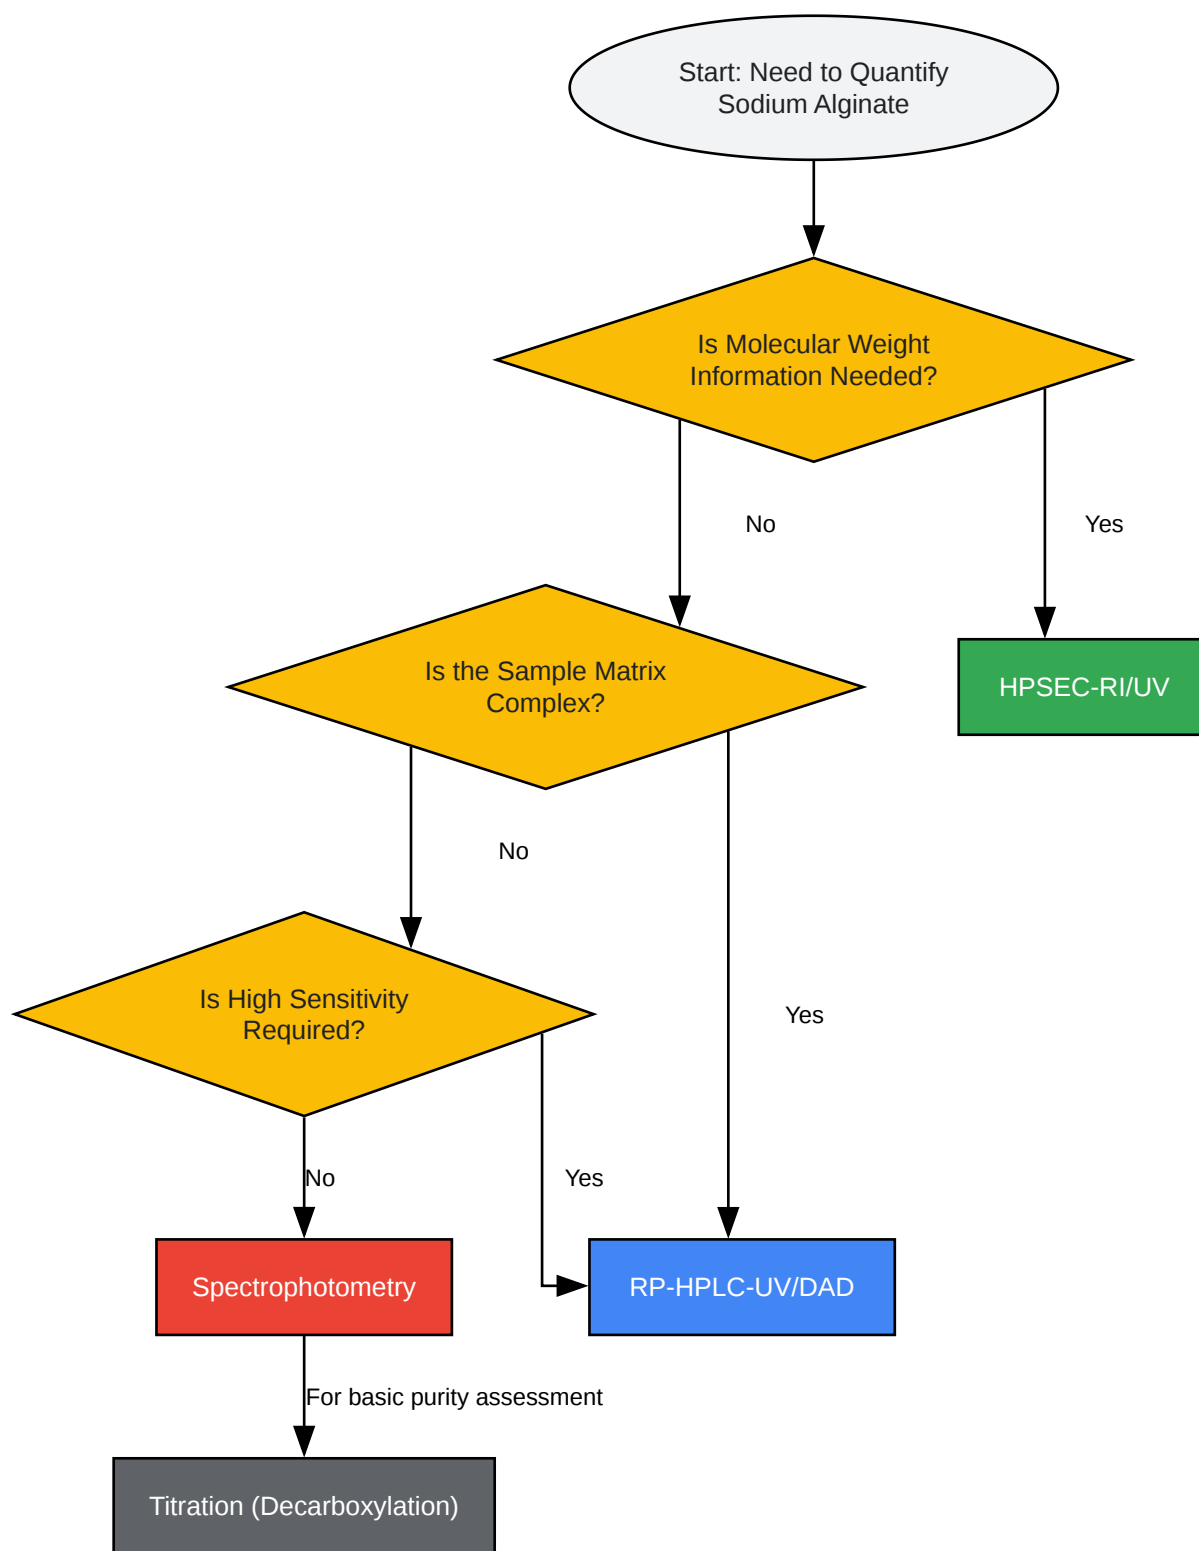 Start: Need to Quantify
Sodium Alginate
Is Molecular Weight
Information Needed?
No
Yes
Is the Sample Matrix
Complex?
HPSEC-RI/UV
No
Is High Sensitivity
Required?
Yes
No
Yes
Spectrophotometry
RP-HPLC-UV/DAD
For basic purity assessment
Titration (Decarboxylation)